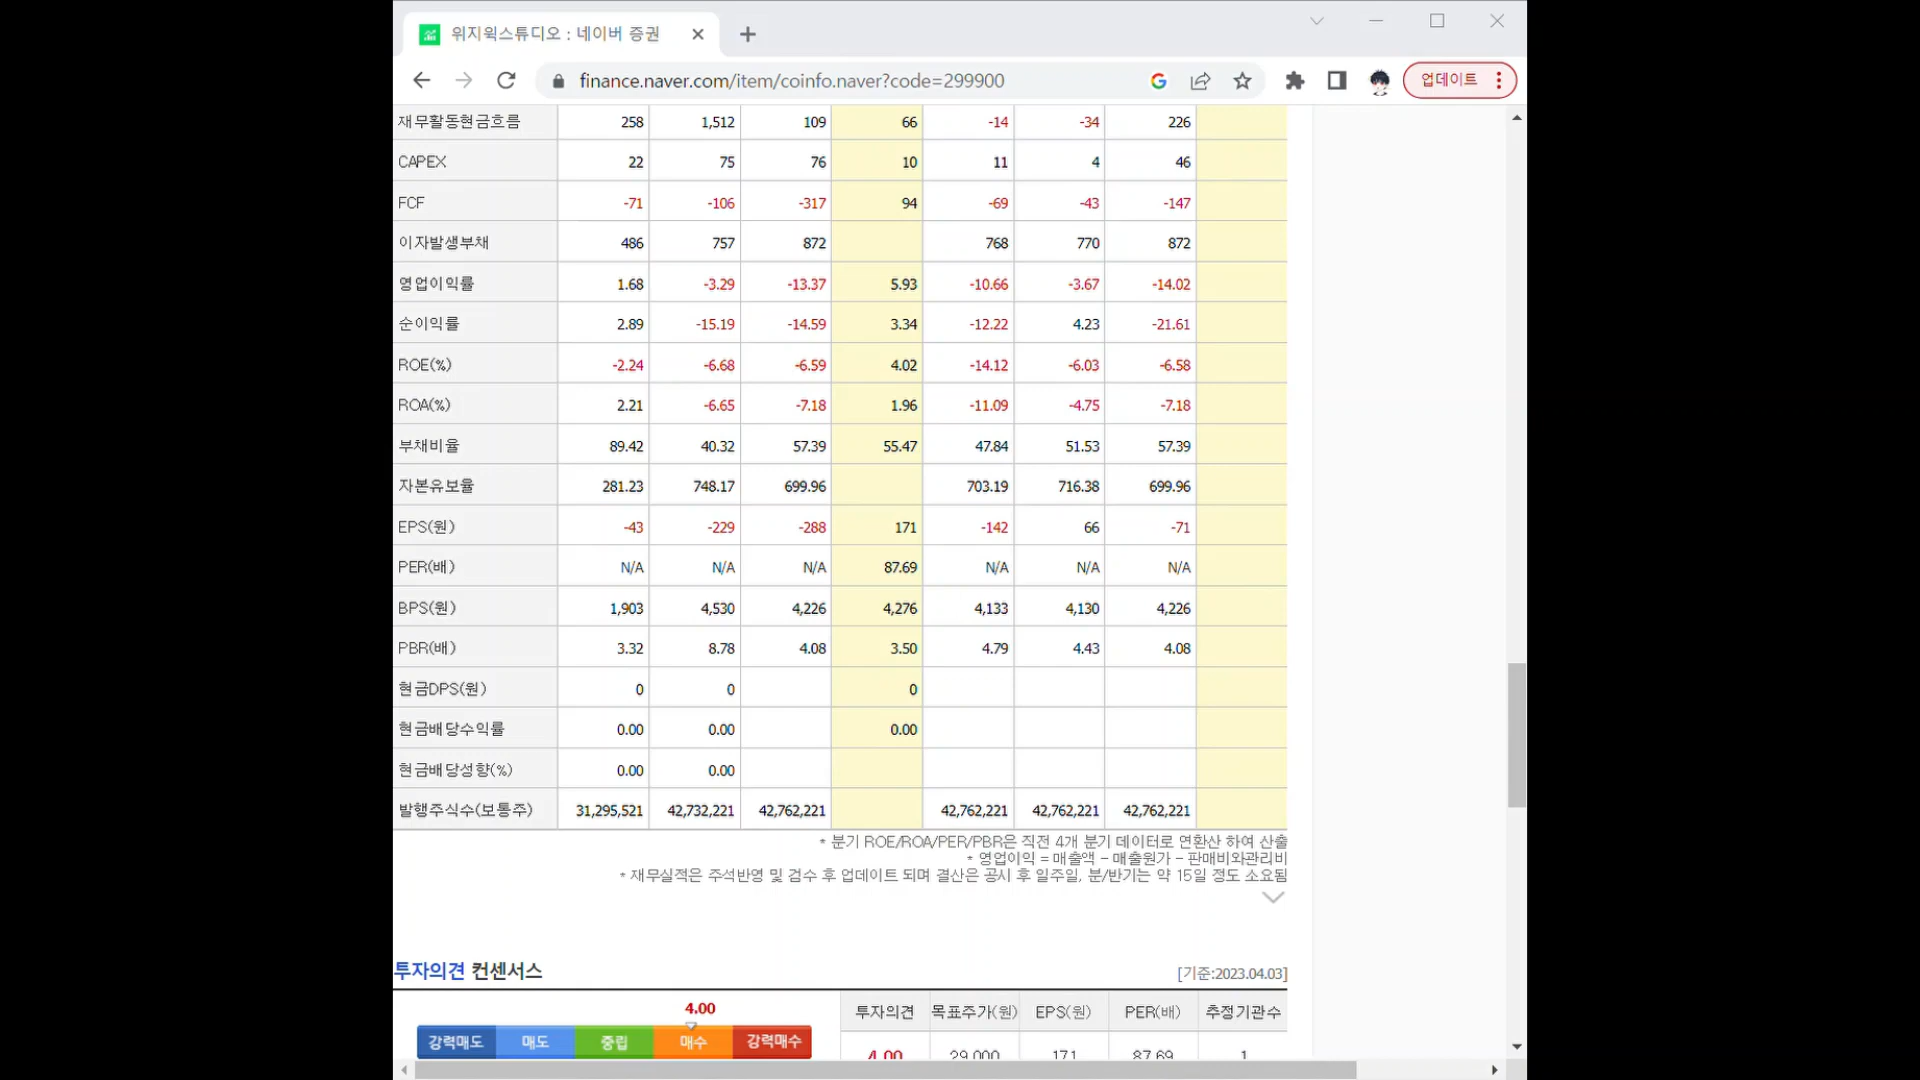 위지윅스튜디오 : 네이버 증권
finance.naver.com/item/coinfo.naver?code=299900
업데이트
재무활동현금흐름 258 1,512 109 66 -14 -34 226
CAPEX 22 75 76 10 11 4 46
FCF -71 -106 -317 94 -69 -43 -147
이자발생부채 486 757 872 768 770 872
영업이익률 1.68 -3.29 -13.37 5.93 -10.66 -3.67 -14.02
순이익률 2.89 -15.19 -14.59 3.34 -12.22 4.23 -21.61
ROE(%) -2.24 -6.68 -6.59 4.02 -14.12 -6.03 -6.58
ROA(%) 2.21 -6.65 -7.18 1.96 -11.09 -4.75 -7.18
부채비율 89.42 40.32 57.39 55.47 47.84 51.53 57.39
자본유보율 281.23 748.17 699.96 703.19 716.38 699.96
EPS(원) -43 -229 -288 171 -142 66 -71
PER(배) N/A N/A N/A 87.69 N/A N/A N/A
BPS(원) 1,903 4,530 4,226 4,276 4,133 4,130 4,226
PBR(배) 3.32 8.78 4.08 3.50 4.79 4.43 4.08
현금DPS(원) 0 0 0
현금배당수익률 0.00 0.00 0.00
현금배당성향(%) 0.00 0.00
발행주식수(보통주) 31,295,521 42,732,221 42,762,221 42,762,221 42,762,221 42,762,221
* 분기 ROE/ROA/PER/PBR은 직전 4개 분기 데이터로 연환산 하여 산출
* 영업이익 = 매출액 - 매출원가 - 판매비와관리비
* 재무실적은 주석반영 및 검수 후 업데이트 되며 결산은 공시 후 일주일, 분/반기는 약 15일 정도 소요됨
투자의견 컨센서스 [기준:2023.04.03]
4.00
강력매도 매도 중립 매수 강력매수
투자의견 목표주가(원) EPS(원) PER(배) 추정기관수
4.00 29,000 171 87.69 1